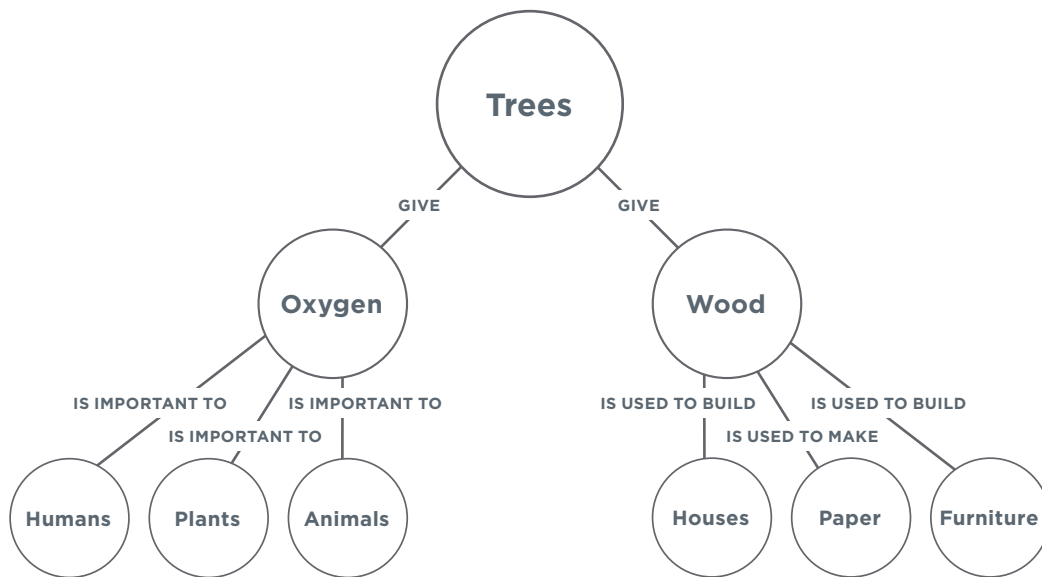 Trees
GIVE
GIVE
Oxygen
Wood
IS IMPORTANT TO
IS IMPORTANT TO
IS USED TO BUILD
IS USED TO BUILD
IS IMPORTANT TO
IS USED TO MAKE
Humans
Plants
Animals
Houses
Paper
Furniture